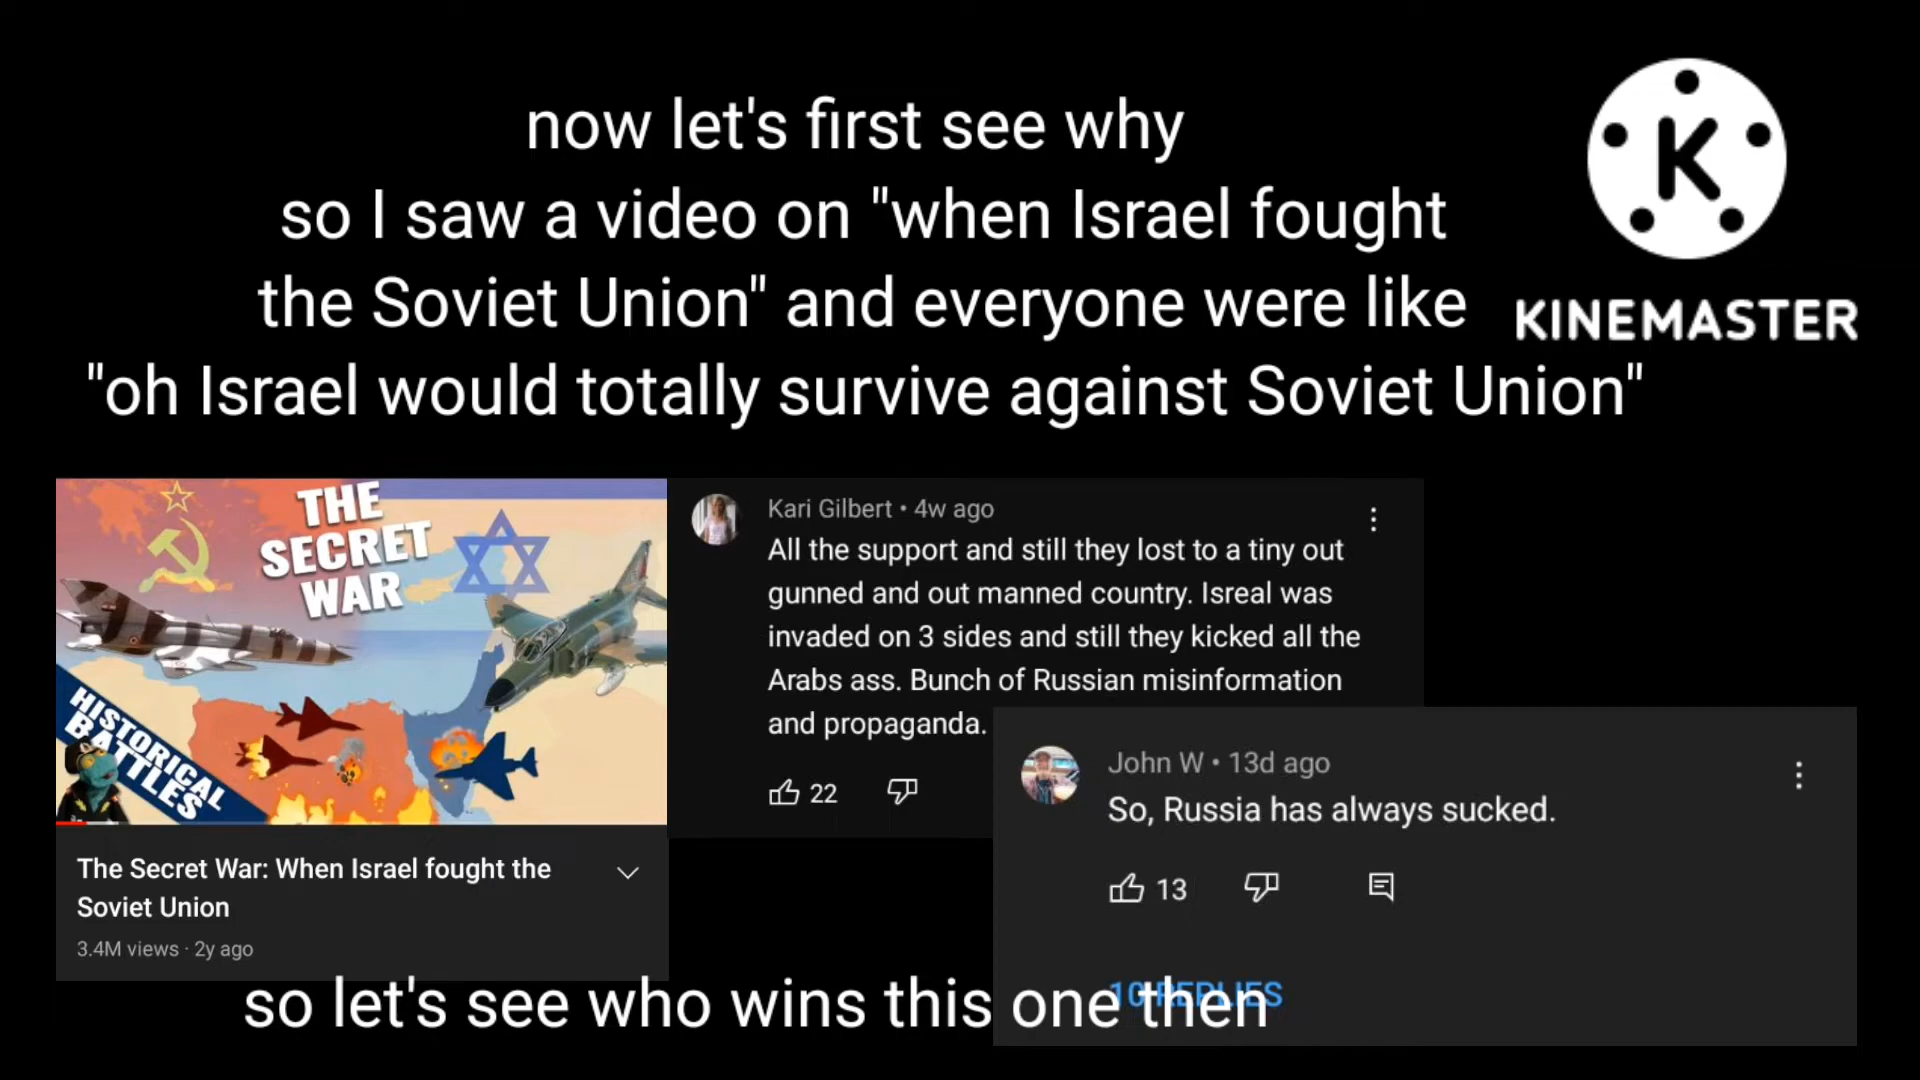 now let's first see why
so I saw a video on "when Israel fought
the Soviet Union" and everyone were like
"oh Israel would totally survive against Soviet Union"
K
KINEMASTER
THE
SECRET
WAR
HISTORICAL
BATTLES
The Secret War: When Israel fought the
Soviet Union
3.4M views · 2y ago
Kari Gilbert • 4w ago
All the support and still they lost to a tiny out
gunned and out manned country. Isreal was
invaded on 3 sides and still they kicked all the
Arabs ass. Bunch of Russian misinformation
and propaganda.
22
John W • 13d ago
So, Russia has always sucked.
13
10 REPLIES
so let's see who wins this one then